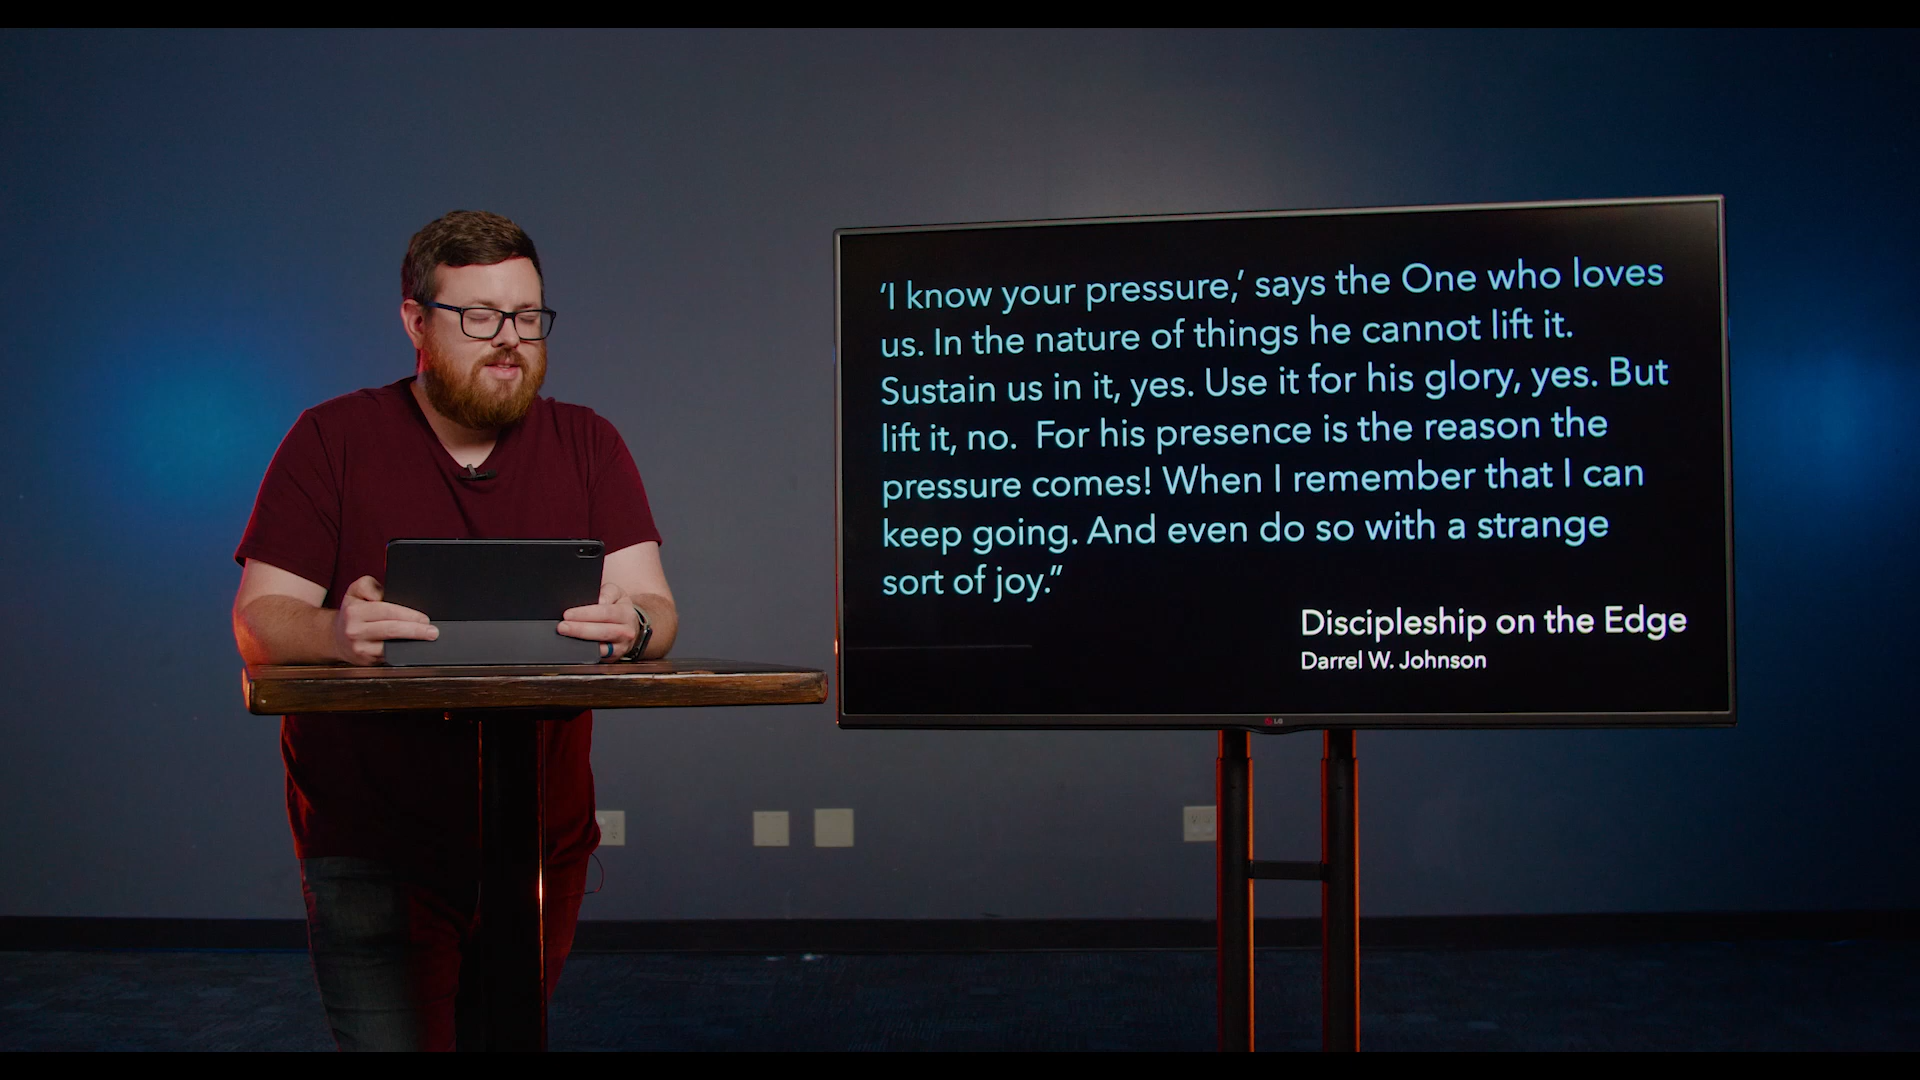 ‘I know your pressure,’ says the One who loves
us. In the nature of things he cannot lift it.
Sustain us in it, yes. Use it for his glory, yes. But
lift it, no.  For his presence is the reason the
pressure comes! When I remember that I can
keep going. And even do so with a strange
sort of joy.”
Discipleship on the Edge
Darrel W. Johnson
LG